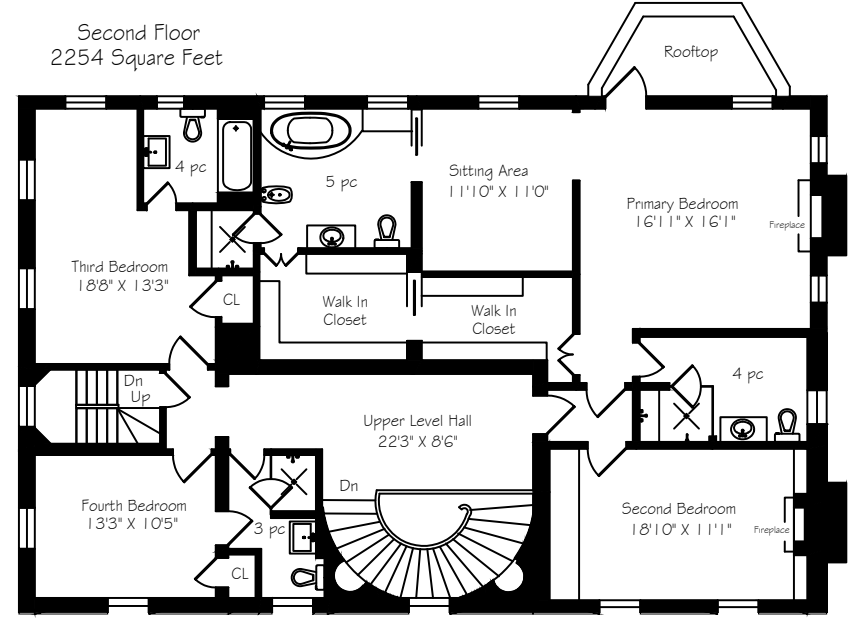 Second Floor
2254 Square Feet
Rooftop
4 pc
5 pc
Sitting Area
11'10" X 11'0"
Primary Bedroom
16'11" X 16'1"
Fireplace
Third Bedroom
18'8" X 13'3"
CL
Walk In
Closet
Walk In
Closet
Dn
Up
4 pc
Upper Level Hall
22'3" X 8'6"
Dn
Fourth Bedroom
13'3" X 10'5"
3 pc
CL
Second Bedroom
18'10" X 11'1"
Fireplace